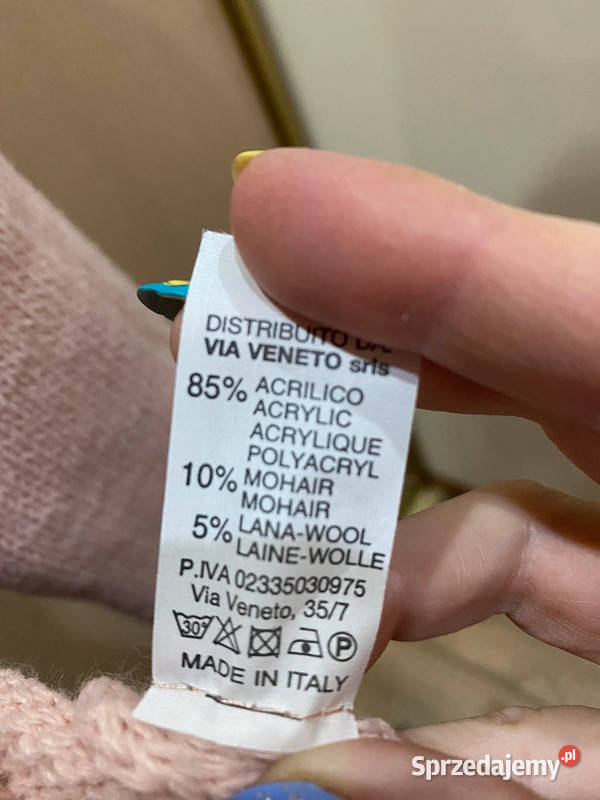 DISTRIBUITO DA:
VIA VENETO srls
85% ACRILICO
ACRYLIC
ACRYLIQUE
POLYACRYL
10% MOHAIR
MOHAIR
5% LANA-WOOL
LAINE-WOLLE
P.IVA 02335030975
Via Veneto, 35/7
30°
P
MADE IN ITALY
Sprzedajemy.pl